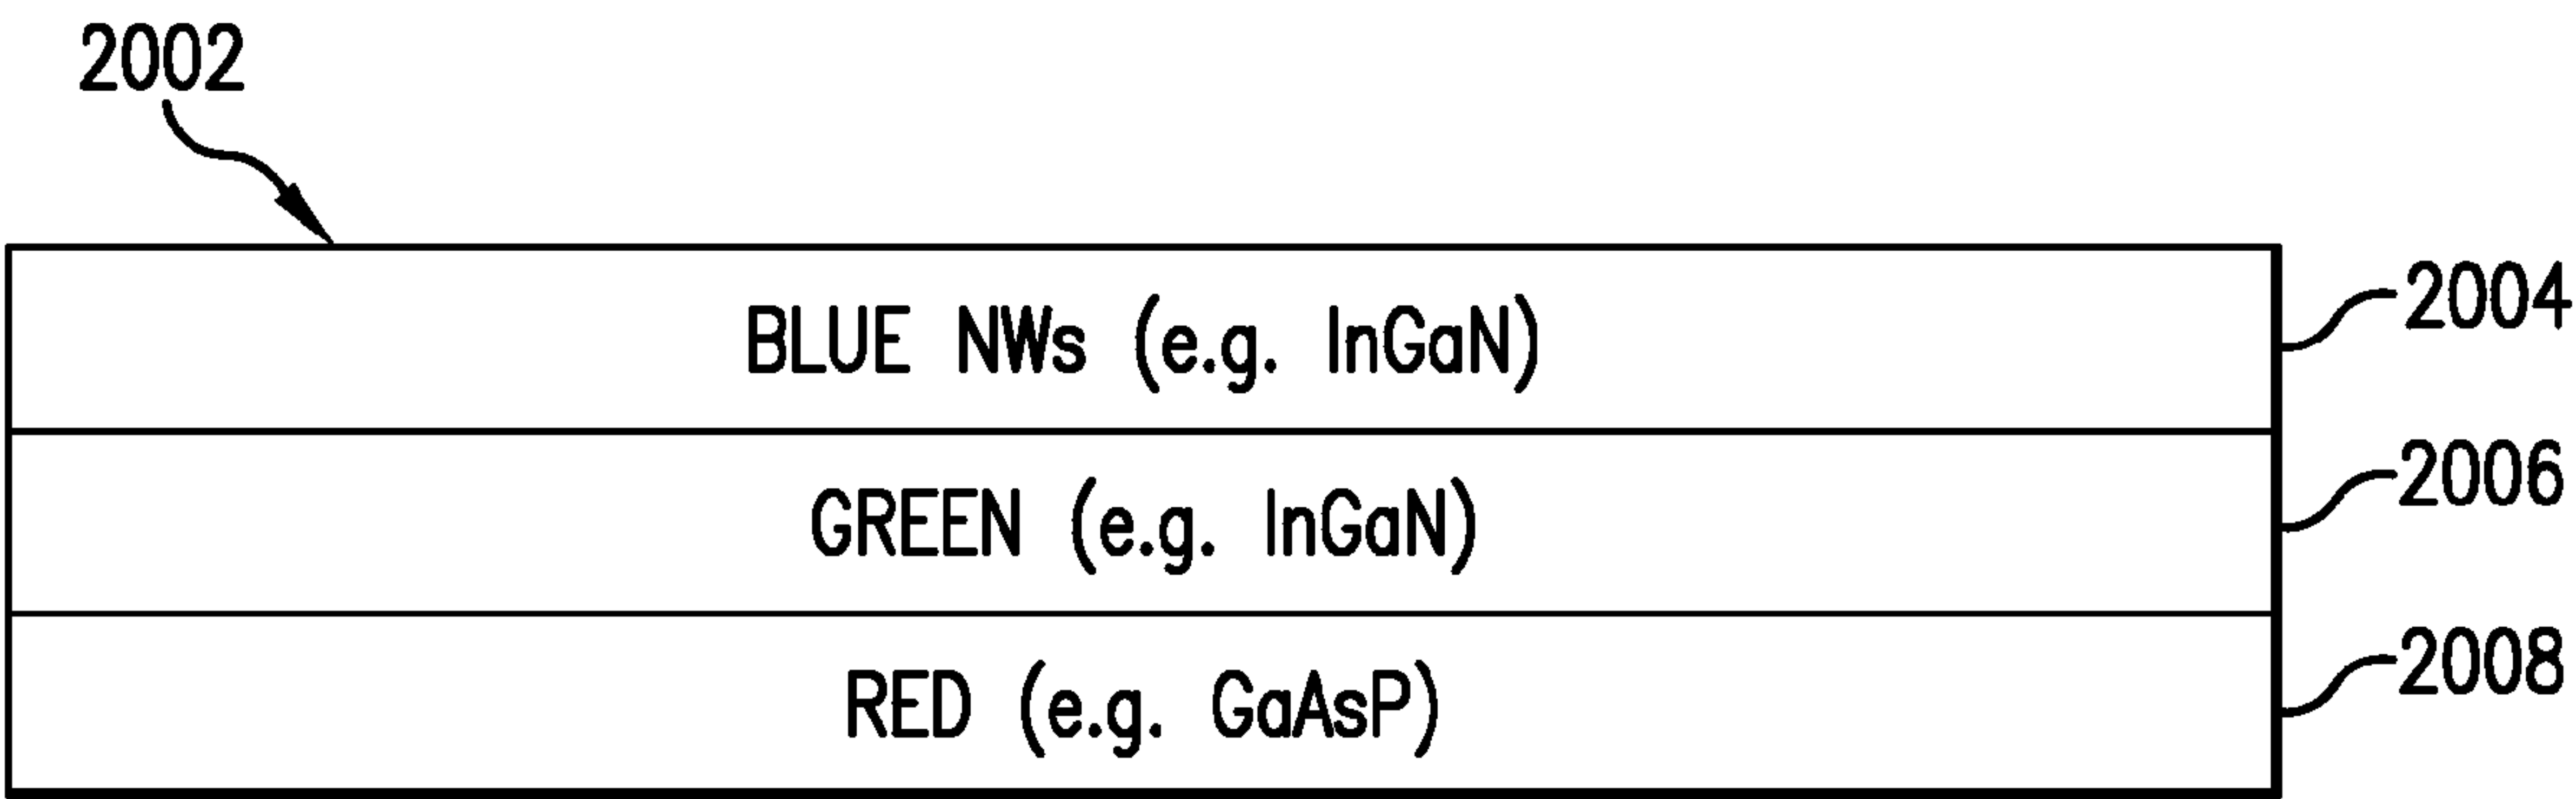 2002
BLUE NWs (e.g. InGaN)
2004
GREEN (e.g. InGaN)
2006
RED (e.g. GaAsP)
2008